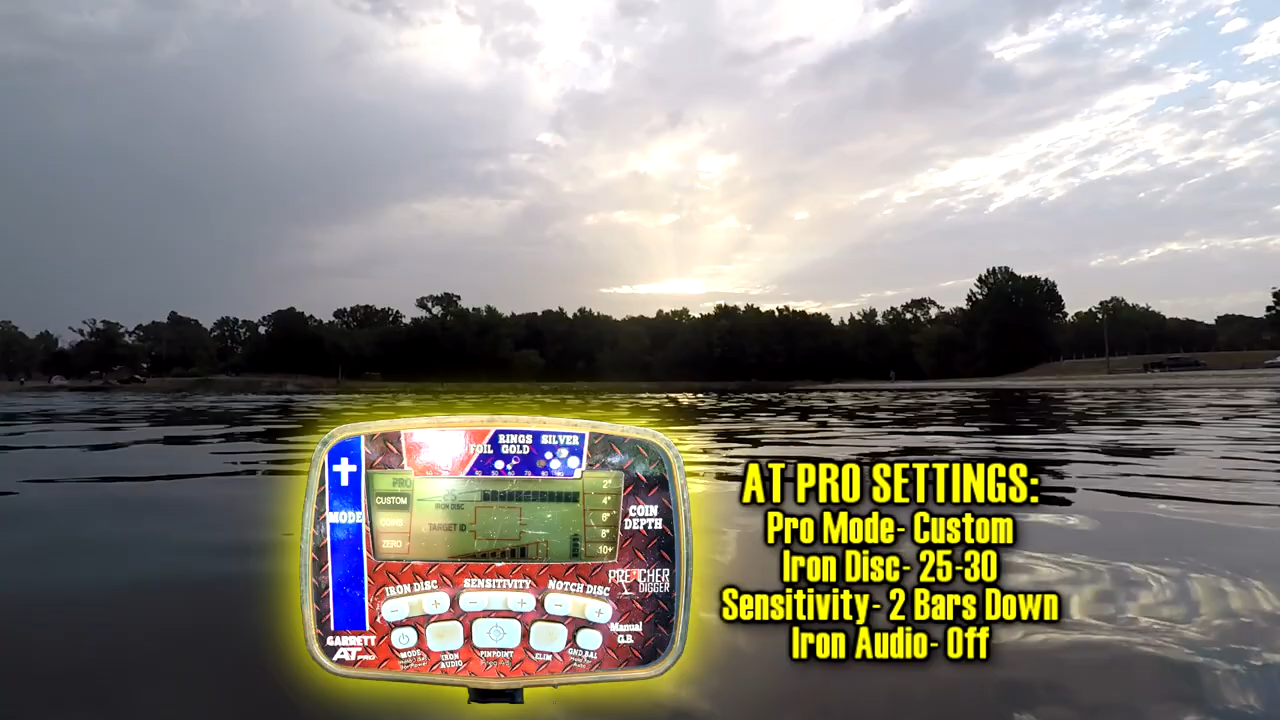 RINGS SILVER
FOIL GOLD
PRO
CUSTOM
COINS
ZERO
MODE
35
IRON DISC
TARGET ID
2"
4"
6"
8"
10+
COIN
DEPTH
IRON DISC SENSITIVITY NOTCH DISC
DIGGER
Manual
G.B.
GARRETT
AT PRO
MODE
IRON
AUDIO
PINPOINT
ELIM
GND BAL
AT PRO SETTINGS:
Pro Mode- Custom
Iron Disc- 25-30
Sensitivity- 2 Bars Down
Iron Audio- Off